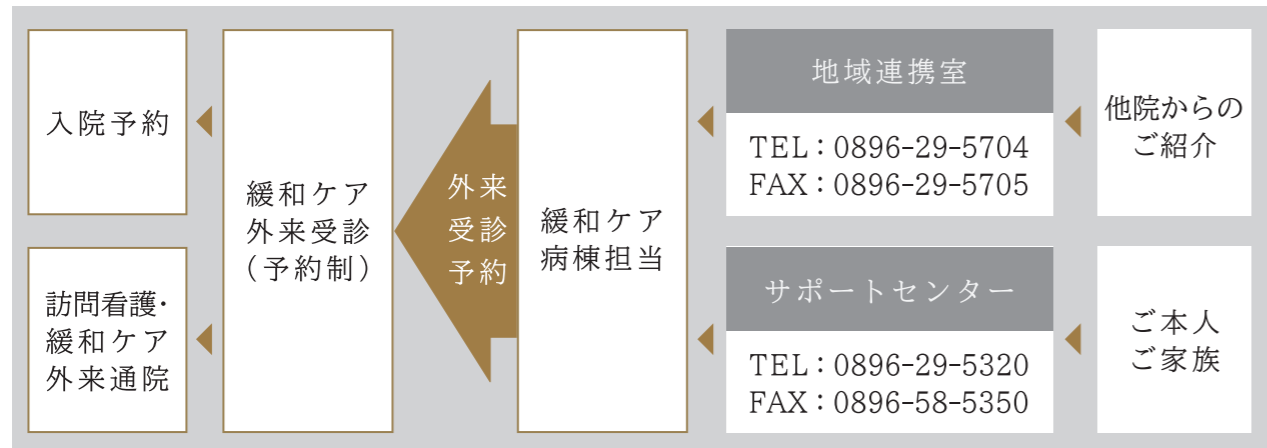 入院予約
訪問看護・
緩和ケア
外来通院
緩和ケア
外来受診
(予約制)
外来
受診
予約
緩和ケア
病棟担当
地域連携室
TEL:0896-29-5704
FAX:0896-29-5705
サポートセンター
TEL:0896-29-5320
FAX:0896-58-5350
他院からの
ご紹介
ご本人
ご家族